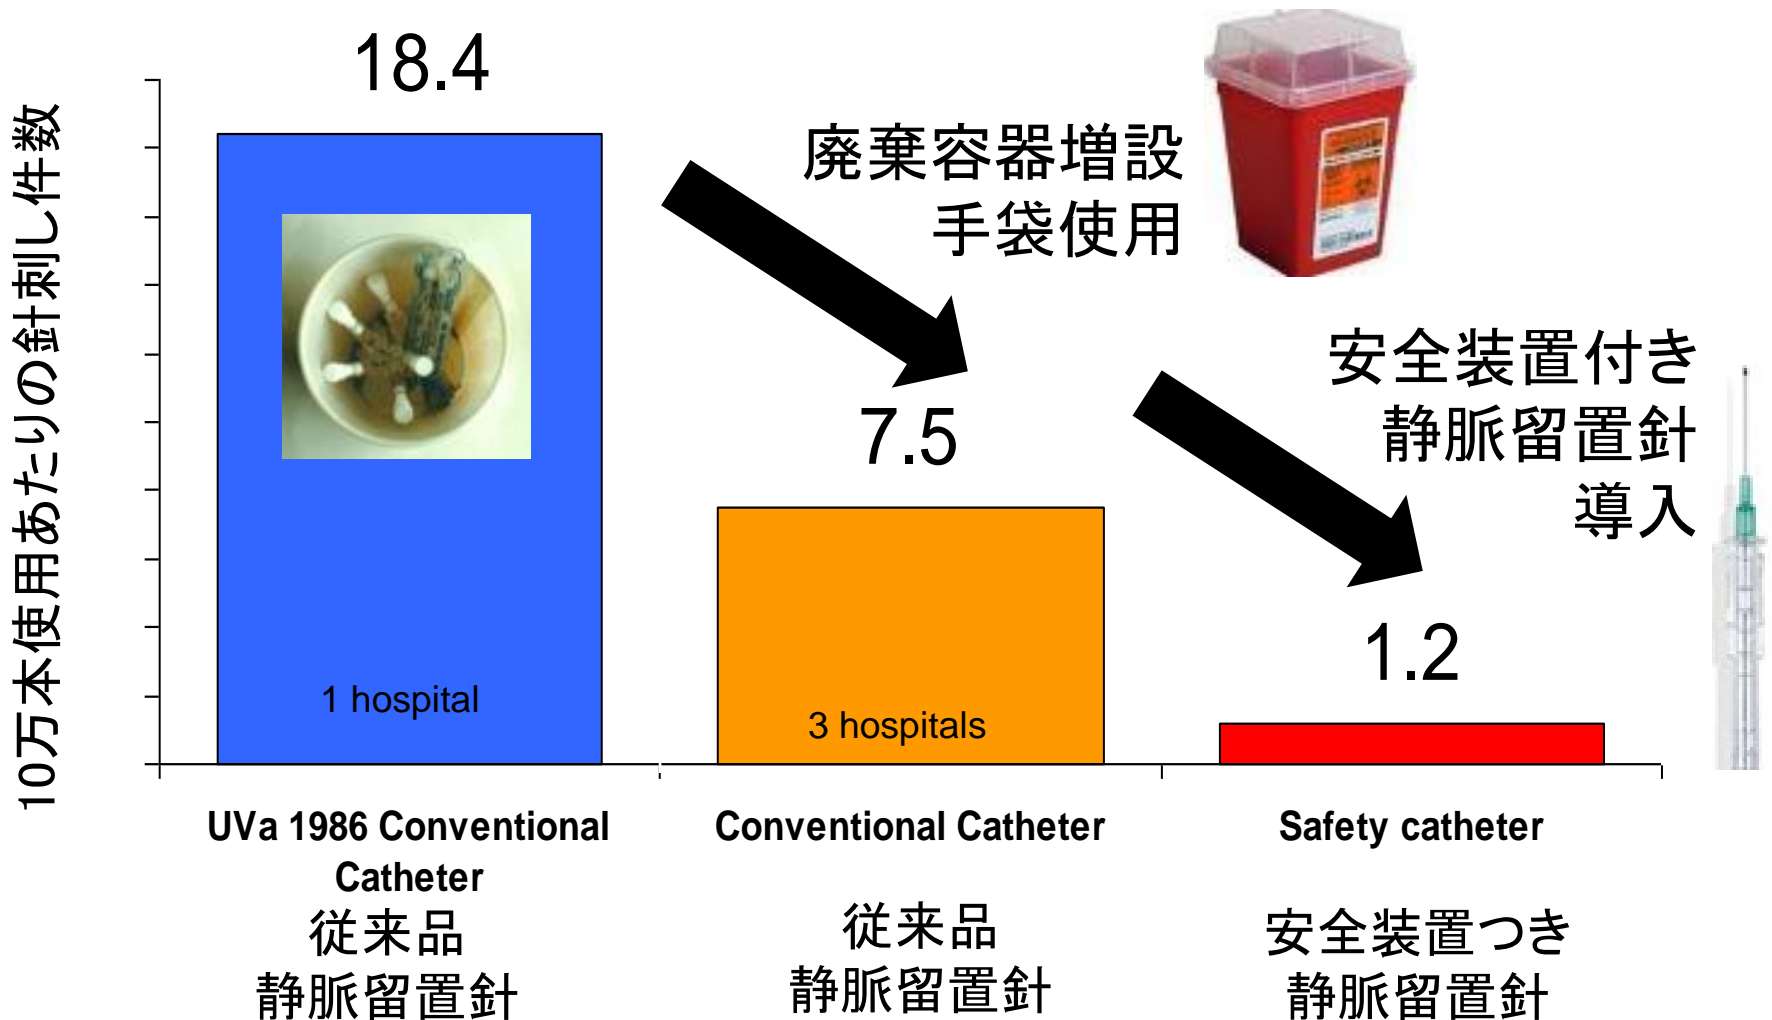 10万本使用あたりの針刺し件数
18.4
廃棄容器増設
手袋使用
安全装置付き
静脈留置針
導入
7.5
1.2
1 hospital
3 hospitals
UVa 1986 Conventional
Catheter
従来品
静脈留置針
Conventional Catheter
従来品
静脈留置針
Safety catheter
安全装置つき
静脈留置針